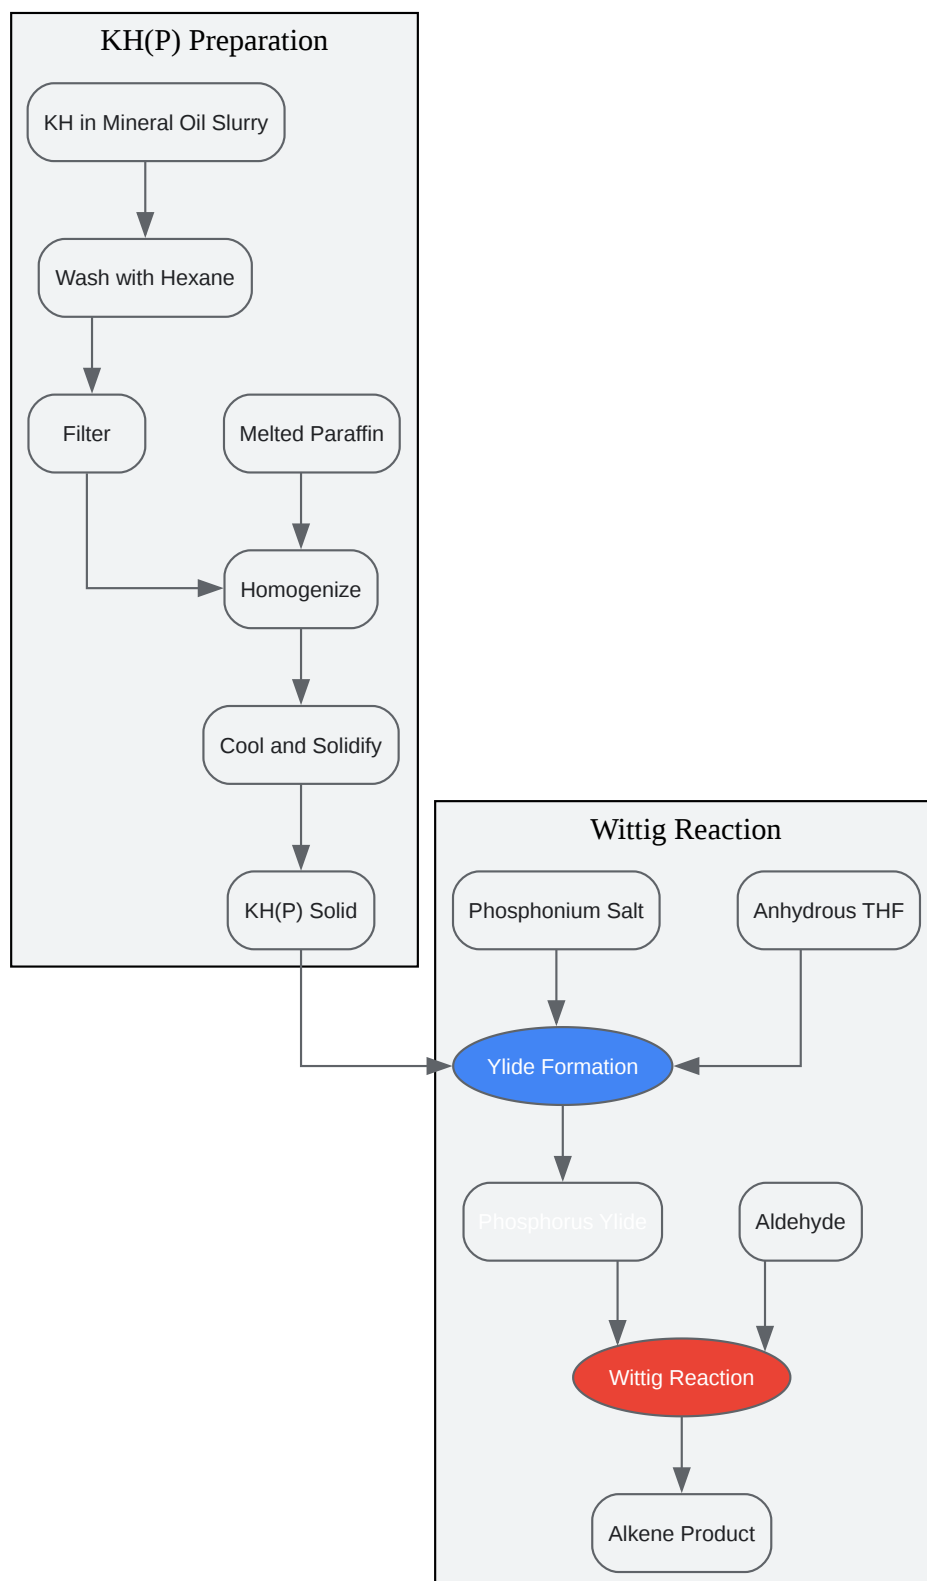 KH(P) Preparation
KH in Mineral Oil Slurry
Wash with Hexane
Filter
Melted Paraffin
Homogenize
Cool and Solidify
KH(P) Solid
Wittig Reaction
Phosphonium Salt
Anhydrous THF
Ylide Formation
Phosphorus Ylide
Aldehyde
Wittig Reaction
Alkene Product